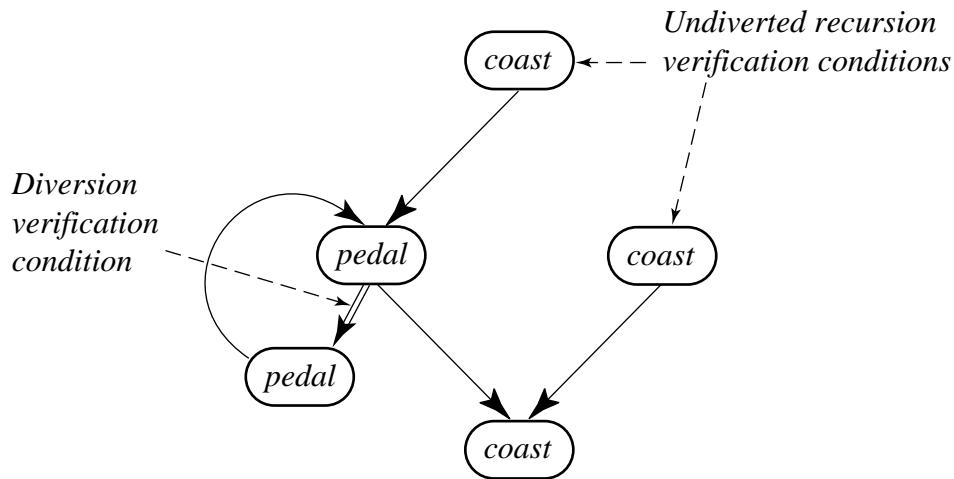 Undiverted recursion
verification conditions
coast
Diversion
verification
condition
pedal
coast
pedal
coast